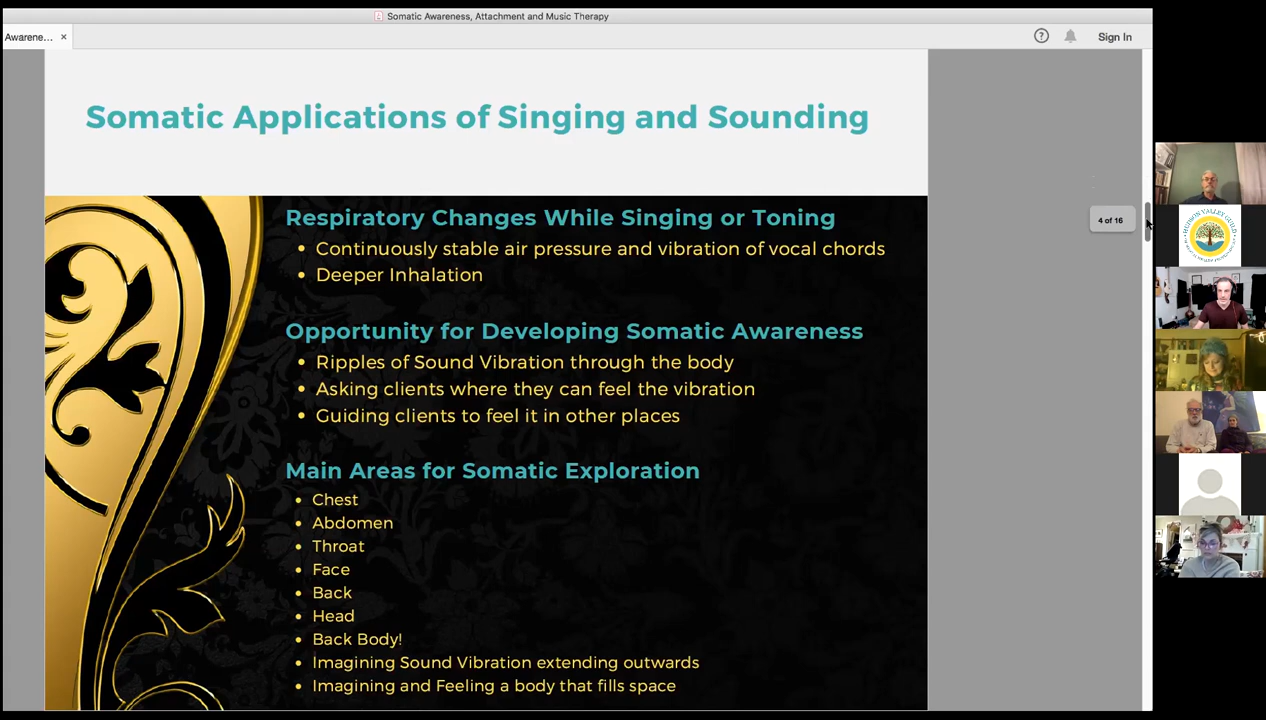 Somatic Awareness, Attachment and Music Therapy
Awarene... ×
? Sign In
Somatic Applications of Singing and Sounding
Respiratory Changes While Singing or Toning
• Continuously stable air pressure and vibration of vocal chords
• Deeper Inhalation
4 of 16
HUDSON VALLEY GUILD
Opportunity for Developing Somatic Awareness
• Ripples of Sound Vibration through the body
• Asking clients where they can feel the vibration
• Guiding clients to feel it in other places
Main Areas for Somatic Exploration
• Chest
• Abdomen
• Throat
• Face
• Back
• Head
• Back Body!
• Imagining Sound Vibration extending outwards
• Imagining and Feeling a body that fills space